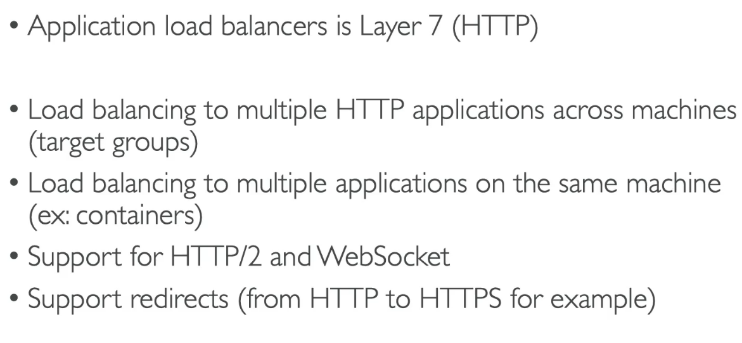 • Application load balancers is Layer 7 (HTTP)
• Load balancing to multiple HTTP applications across machines
(target groups)
• Load balancing to multiple applications on the same machine
(ex: containers)
• Support for HTTP/2 and WebSocket
• Support redirects (from HTTP to HTTPS for example)